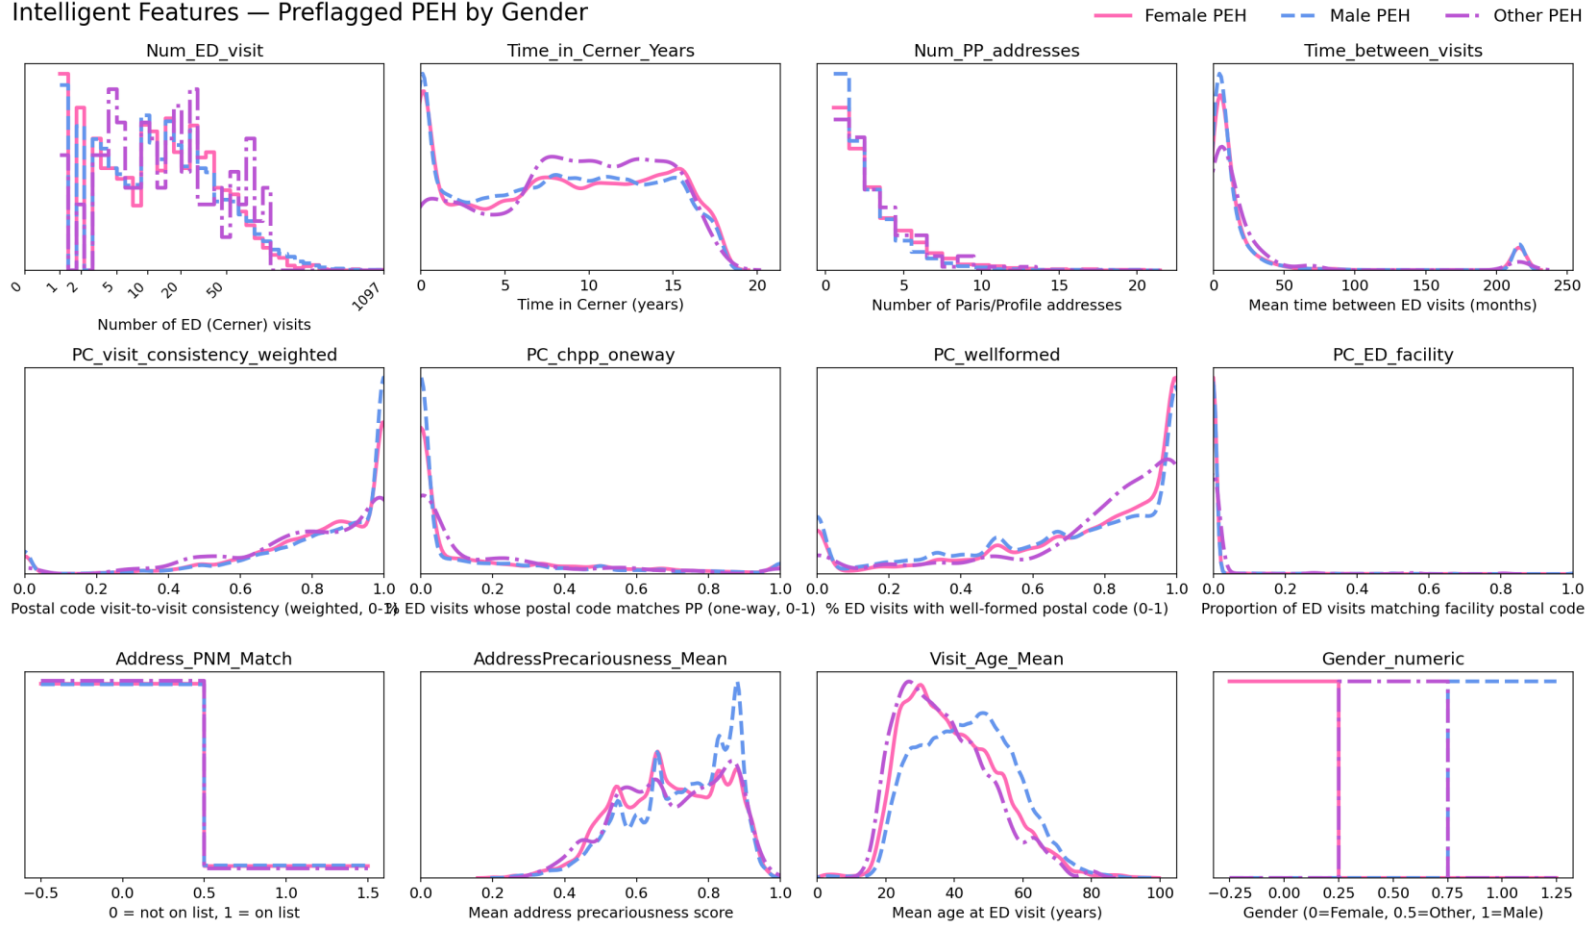 Intelligent Features — Preflagged PEH by Gender
Female PEH Male PEH Other PEH
Num_ED_visit
0 1 2 5 10 20 50 1097
Number of ED (Cerner) visits
Time_in_Cerner_Years
0 5 10 15 20
Time in Cerner (years)
Num_PP_addresses
0 5 10 15 20
Number of Paris/Profile addresses
Time_between_visits
0 50 100 150 200 250
Mean time between ED visits (months)
PC_visit_consistency_weighted
0.0 0.2 0.4 0.6 0.8 1.0
Postal code visit-to-visit consistency (weighted, 0-1)
PC_chpp_oneway
0.0 0.2 0.4 0.6 0.8 1.0
% ED visits whose postal code matches PP (one-way, 0-1)
PC_wellformed
0.0 0.2 0.4 0.6 0.8 1.0
% ED visits with well-formed postal code (0-1)
PC_ED_facility
0.0 0.2 0.4 0.6 0.8 1.0
Proportion of ED visits matching facility postal code
Address_PNM_Match
−0.5 0.0 0.5 1.0 1.5
0 = not on list, 1 = on list
AddressPrecariousness_Mean
0.0 0.2 0.4 0.6 0.8 1.0
Mean address precariousness score
Visit_Age_Mean
0 20 40 60 80 100
Mean age at ED visit (years)
Gender_numeric
−0.25 0.00 0.25 0.50 0.75 1.00 1.25
Gender (0=Female, 0.5=Other, 1=Male)